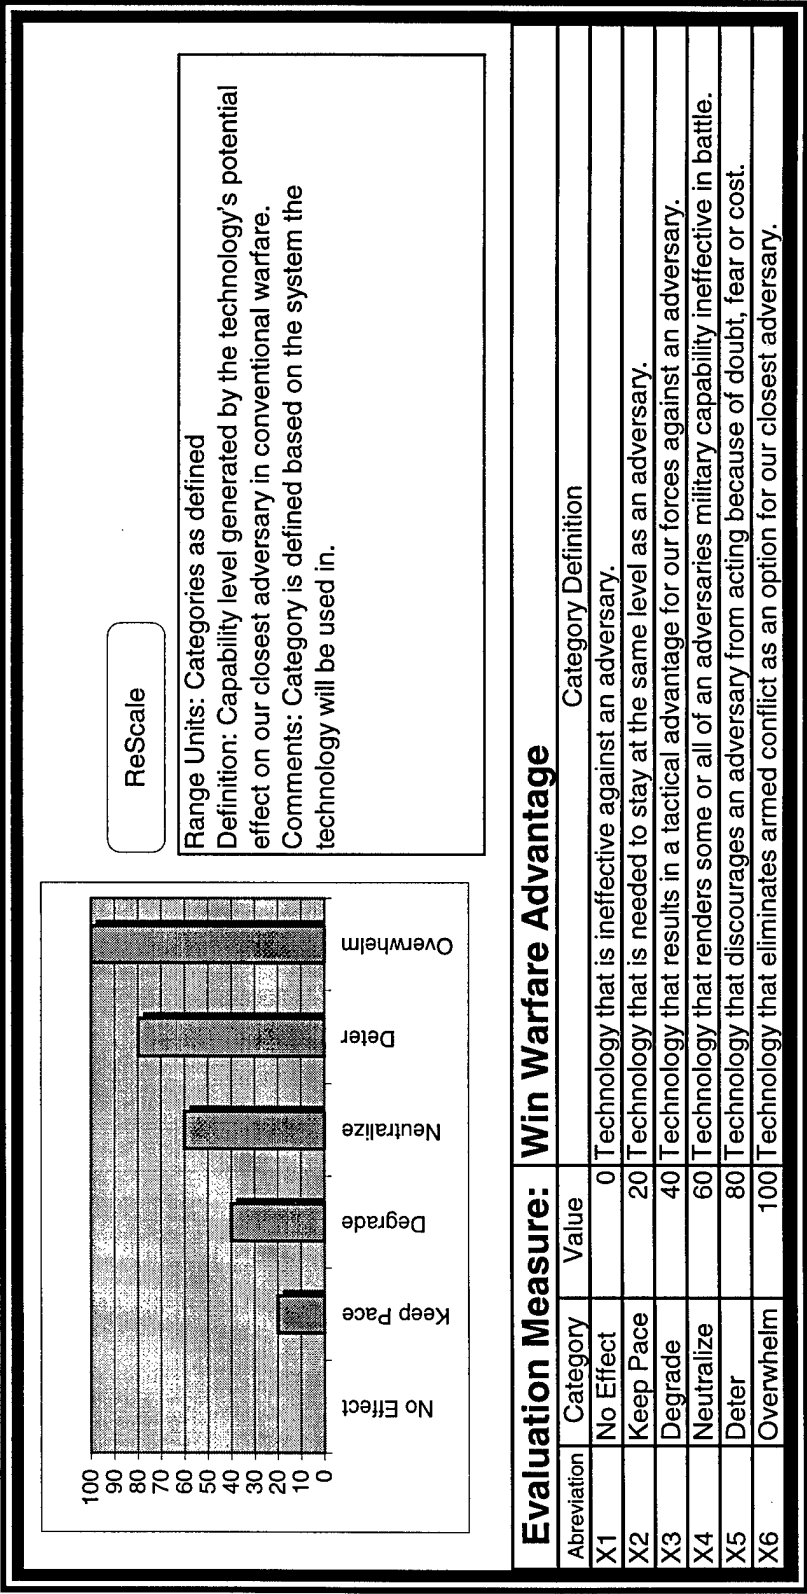 100
90
80
70
60
50
40
30
20
10
0
No Effect
Keep Pace
Degrade
Neutralize
Deter
Overwhelm
ReScale
Range Units: Categories as defined
Definition: Capability level generated by the technology's potential
effect on our closest adversary in conventional warfare.
Comments: Category is defined based on the system the
technology will be used in.
Evaluation Measure: Win Warfare Advantage
Abreviation Category Value Category Definition
X1 No Effect 0 Technology that is ineffective against an adversary.
X2 Keep Pace 20 Technology that is needed to stay at the same level as an adversary.
X3 Degrade 40 Technology that results in a tactical advantage for our forces against an adversary.
X4 Neutralize 60 Technology that renders some or all of an adversaries military capability ineffective in battle.
X5 Deter 80 Technology that discourages an adversary from acting because of doubt, fear or cost.
X6 Overwhelm 100 Technology that eliminates armed conflict as an option for our closest adversary.